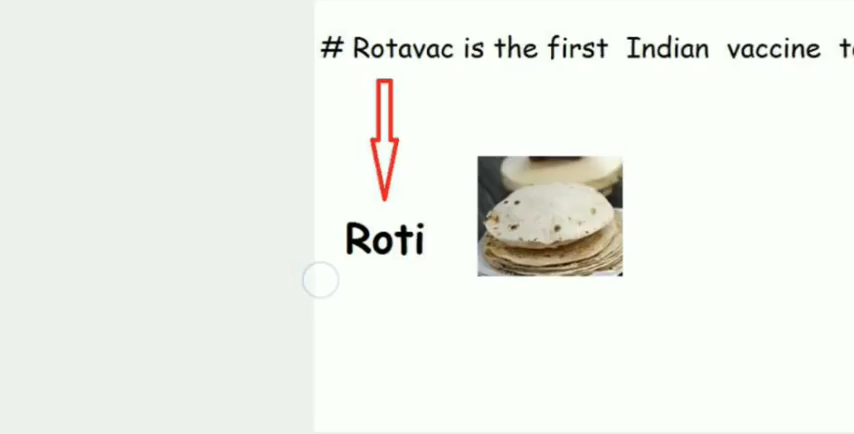 # Rotavac is the first Indian vaccine
Roti